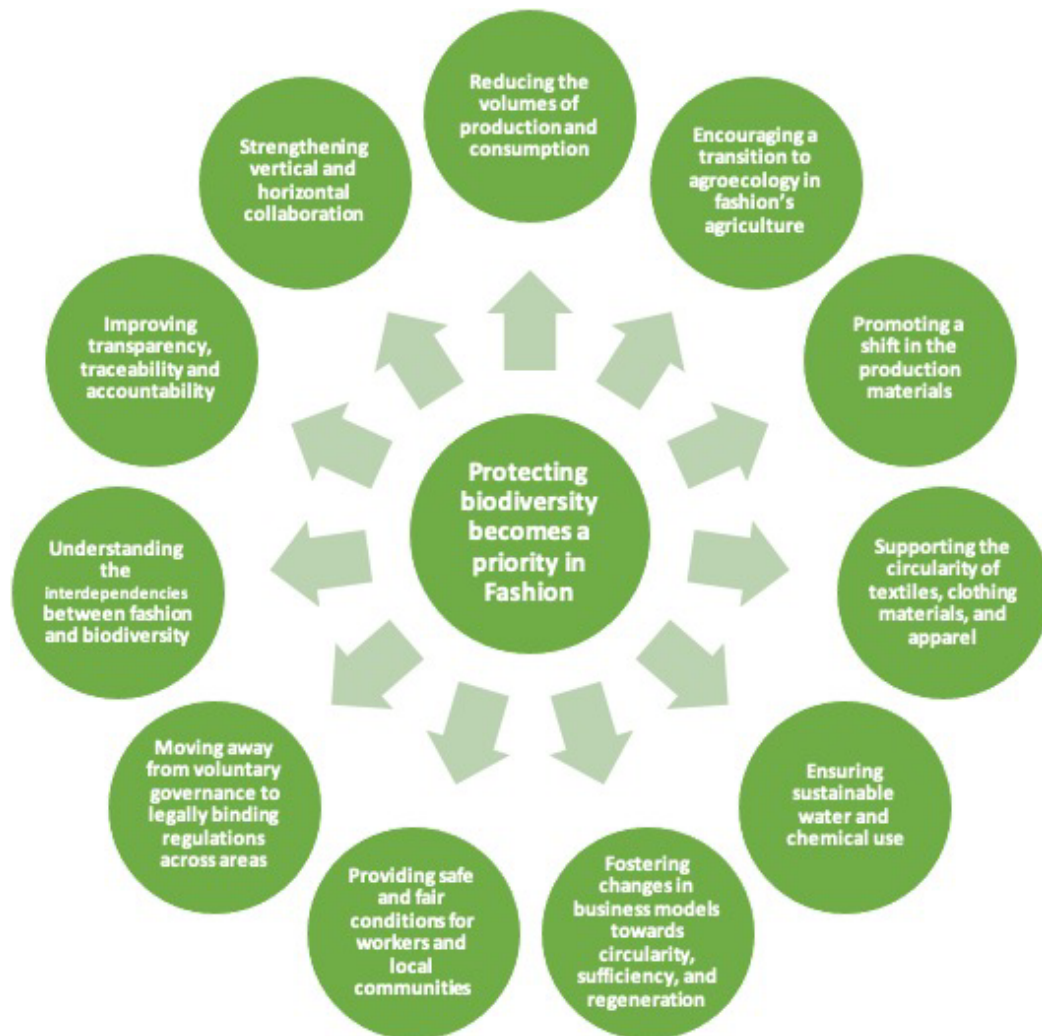 Protecting
biodiversity
becomes a
priority in
Fashion
Reducing the
volumes of
production and
consumption
Encouraging a
transition to
agroecology in
fashion's
agriculture
Promoting a
shift in the
production
materials
Supporting the
circularity of
textiles, clothing
materials, and
apparel
Ensuring
sustainable
water and
chemical use
Fostering
changes in
business models
towards
circularity,
sufficiency, and
regeneration
Providing safe
and fair
conditions for
workers and
local
communities
Moving away
from voluntary
governance to
legally binding
regulations
across areas
Understanding
the
interdependencies
between fashion
and biodiversity
Improving
transparency,
traceability and
accountability
Strengthening
vertical and
horizontal
collaboration